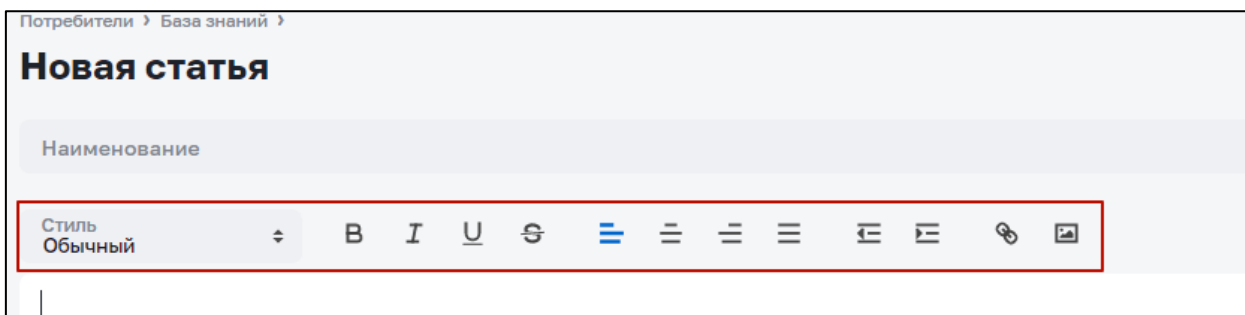 Потребители › База знаний ›
Новая статья
Наименование
Стиль
Обычный
B I U S